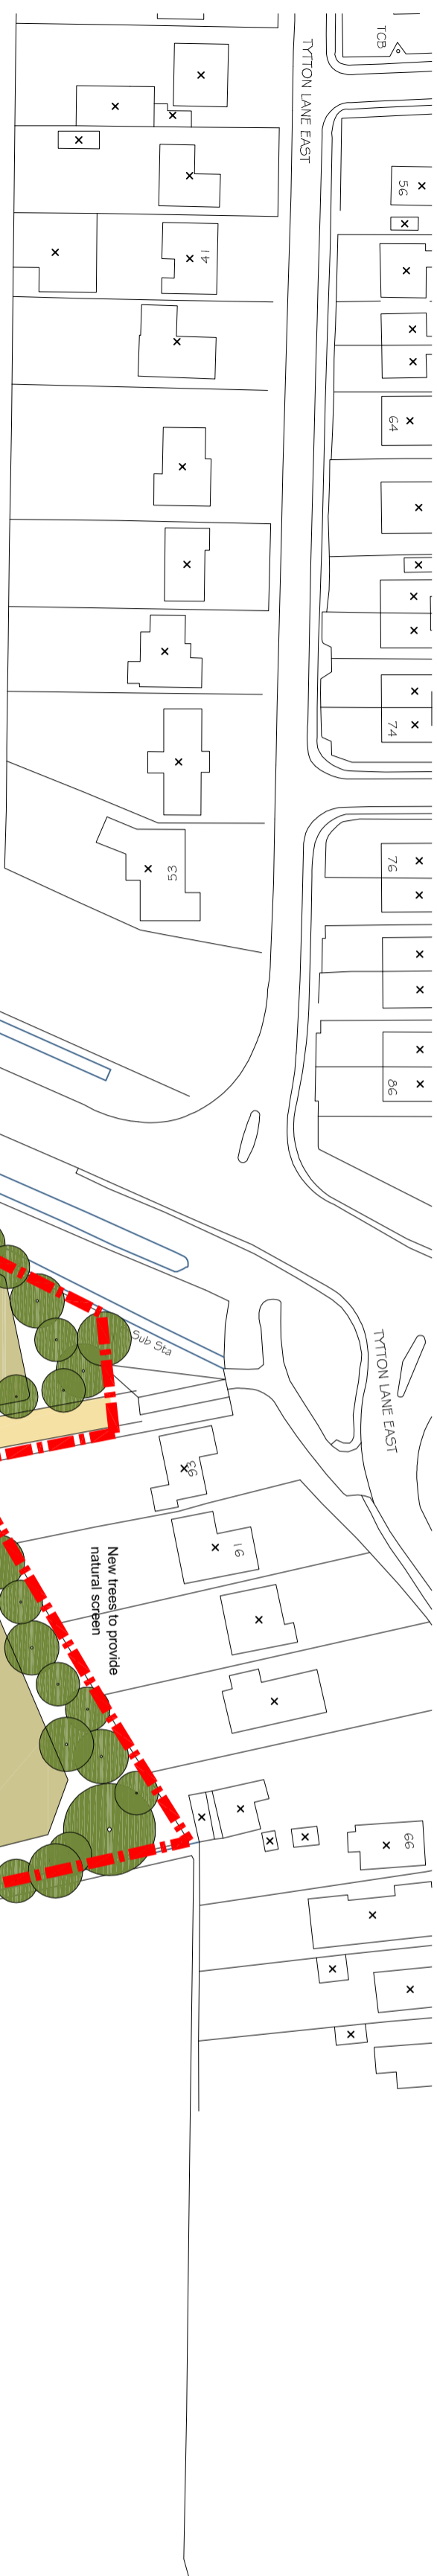 TCB
TYTTON LANE EAST
56
41
64
74
76
53
86
Sub Sta
TYTTON LANE EAST
93
91
New trees to provide
natural screen
99